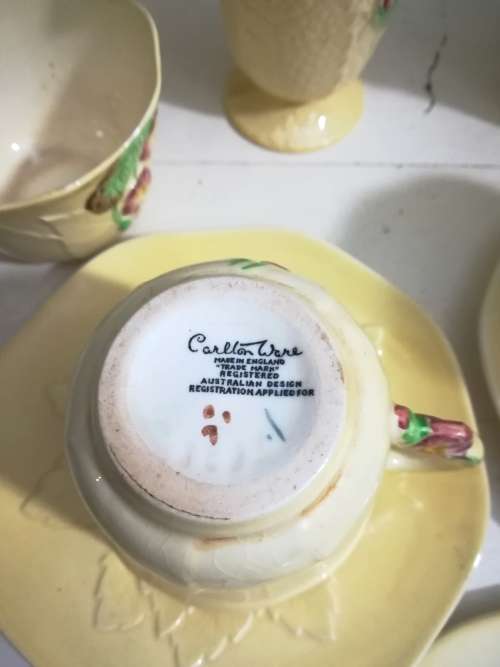 Carlton Ware
MADE IN ENGLAND
"TRADE MARK"
REGISTERED
AUSTRALIAN DESIGN
REGISTRATION APPLIED FOR